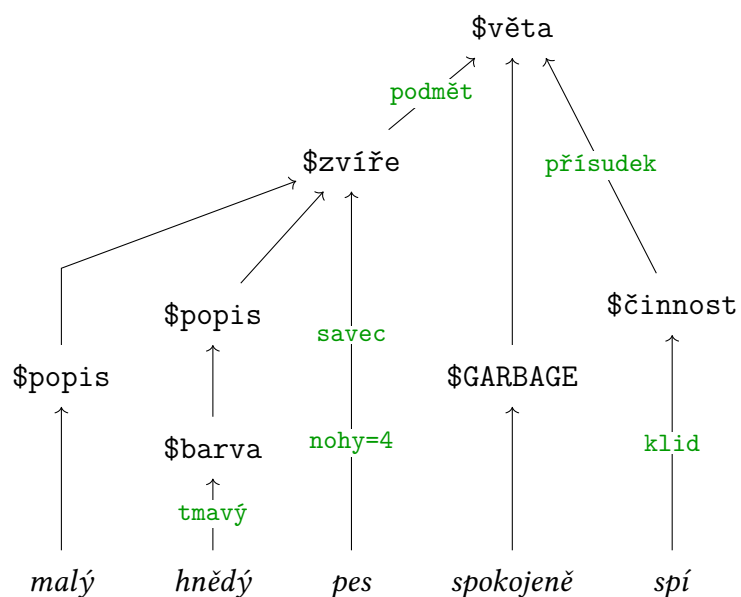 $věta
podmět
$zvíře
přísudek
$popis
$činnost
savec
$popis
$GARBAGE
nohy=4
klid
$barva
tmavý
malý hnědý pes spokojeně spí